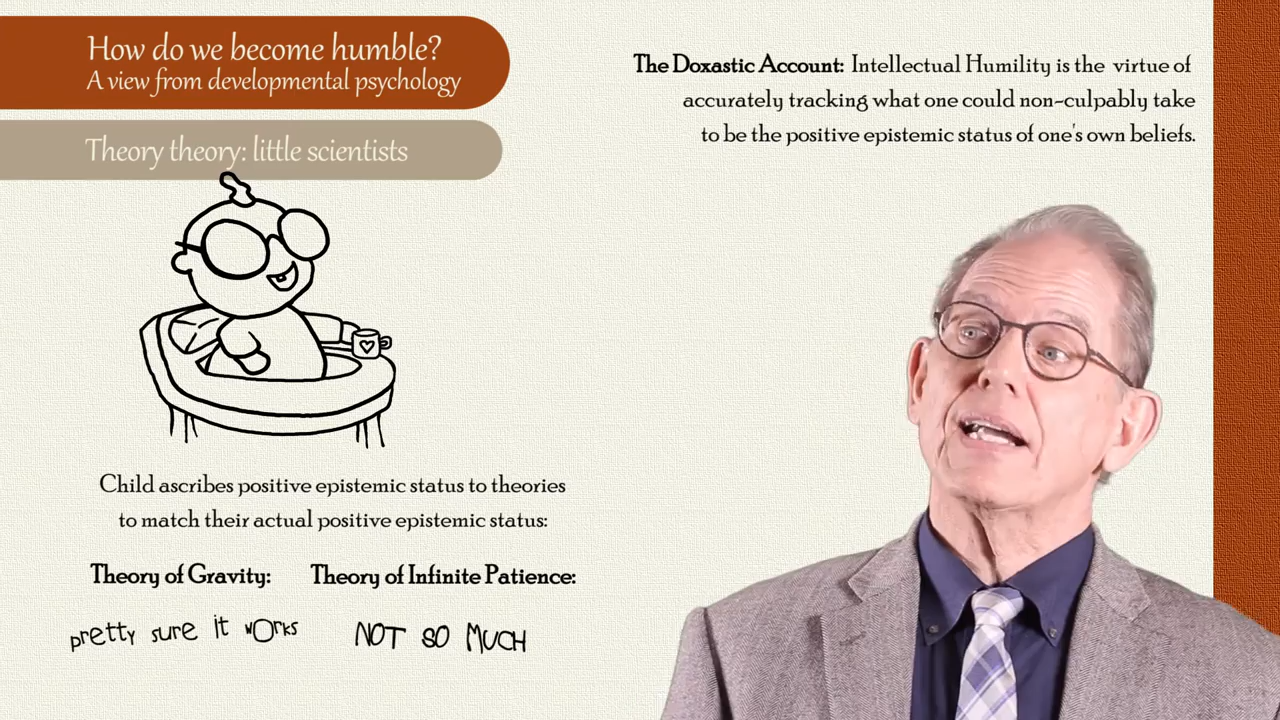 How do we become humble?
A view from developmental psychology
Theory theory: little scientists
The Doxastic Account: Intellectual Humility is the virtue of
accurately tracking what one could non-culpably take
to be the positive epistemic status of one's own beliefs.
Child ascribes positive epistemic status to theories
to match their actual positive epistemic status:
Theory of Gravity:
pretty sure it works
Theory of Infinite Patience:
NOT SO MUCH